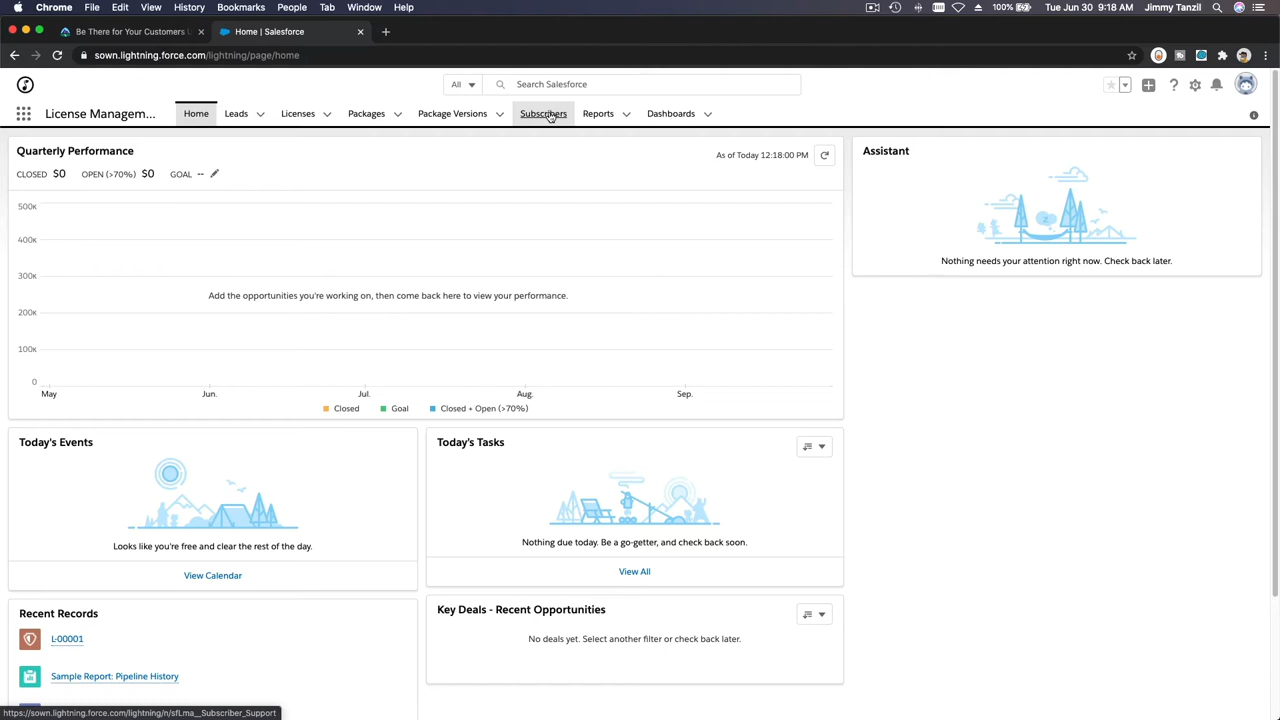 Chrome File Edit View History Bookmarks People Tab Window Help 100% Tue Jun 30 9:18 AM Jimmy Tanzil
Be There for Your Customers Home | Salesforce
sown.lightning.force.com/lightning/page/home
All Search Salesforce
License Managem... Home Leads Licenses Packages Package Versions Subscribers Reports Dashboards
Quarterly Performance
As of Today 12:18:00 PM
CLOSED $0 OPEN (>70%) $0 GOAL --
500K
400K
300K
Add the opportunities you're working on, then come back here to view your performance.
200K
100K
0
May Jun. Jul. Aug. Sep.
Closed Goal Closed + Open (>70%)
Assistant
Nothing needs your attention right now. Check back later.
Today's Events
Looks like you're free and clear the rest of the day.
View Calendar
Today's Tasks
Nothing due today. Be a go-getter, and check back soon.
View All
Recent Records
L-00001
Sample Report: Pipeline History
Key Deals - Recent Opportunities
No deals yet. Select another filter or check back later.
https://sown.lightning.force.com/lightning/n/sfLma__Subscriber_Support